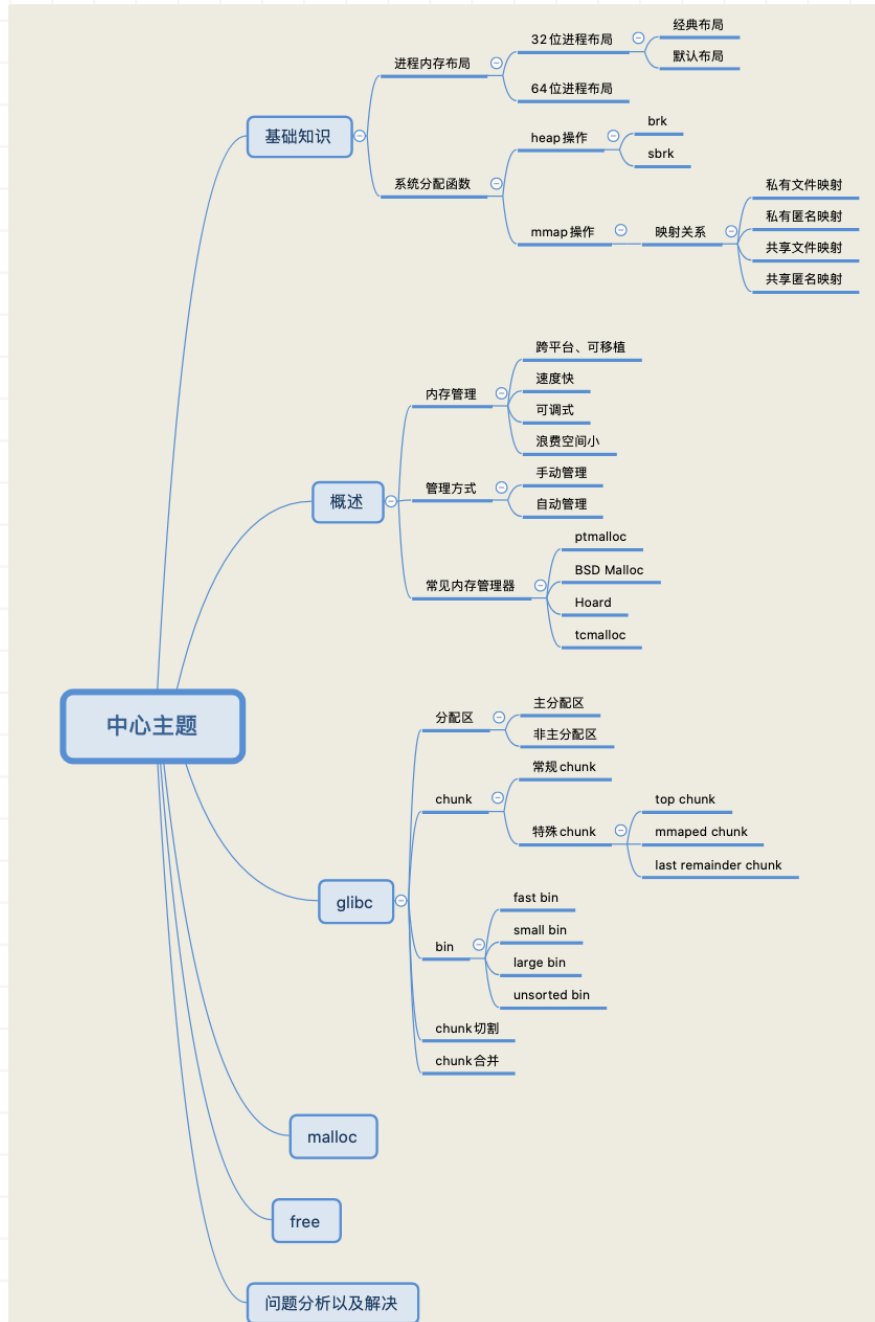 中心主题
基础知识
进程内存布局
32位进程布局
经典布局
默认布局
64位进程布局
系统分配函数
heap操作
brk
sbrk
mmap操作
映射关系
私有文件映射
私有匿名映射
共享文件映射
共享匿名映射
概述
内存管理
跨平台、可移植
速度快
可调式
浪费空间小
管理方式
手动管理
自动管理
常见内存管理器
ptmalloc
BSD Malloc
Hoard
tcmalloc
glibc
分配区
主分配区
非主分配区
chunk
常规chunk
特殊chunk
top chunk
mmaped chunk
last remainder chunk
bin
fast bin
small bin
large bin
unsorted bin
chunk切割
chunk合并
malloc
free
问题分析以及解决